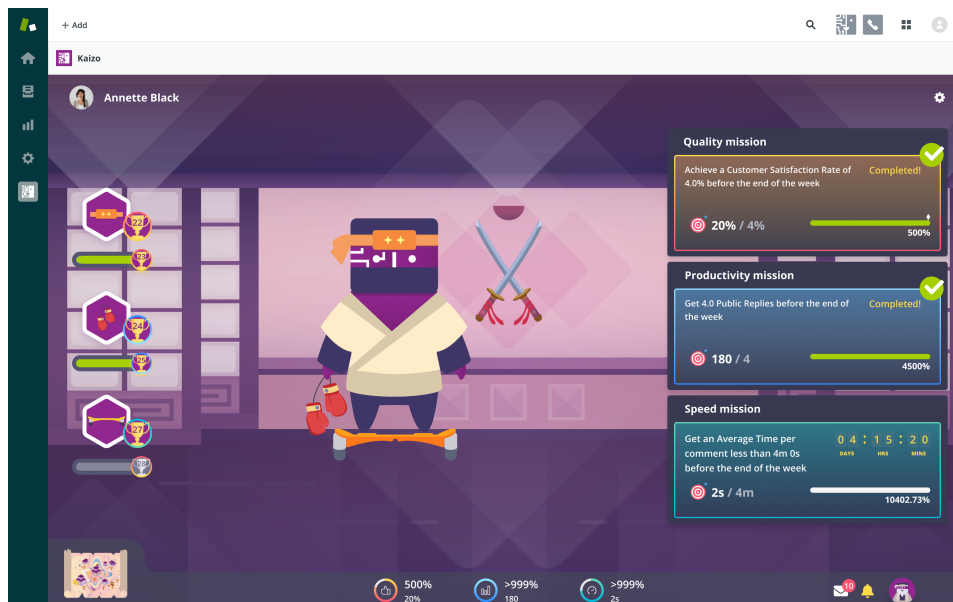 + Add
Kaizo
Annette Black
Quality mission
Achieve a Customer Satisfaction Rate of
4.0% before the end of the week
Completed!
20% / 4%
500%
Productivity mission
Get 4.0 Public Replies before the end of
the week
Completed!
180 / 4
4500%
Speed mission
Get an Average Time per
comment less than 4m 0s
before the end of the week
04:15:20
DAYS HRS MINS
2s / 4m
10402.73%
22
23
24
25
27
28
500%
20%
>999%
180
>999%
2s
10